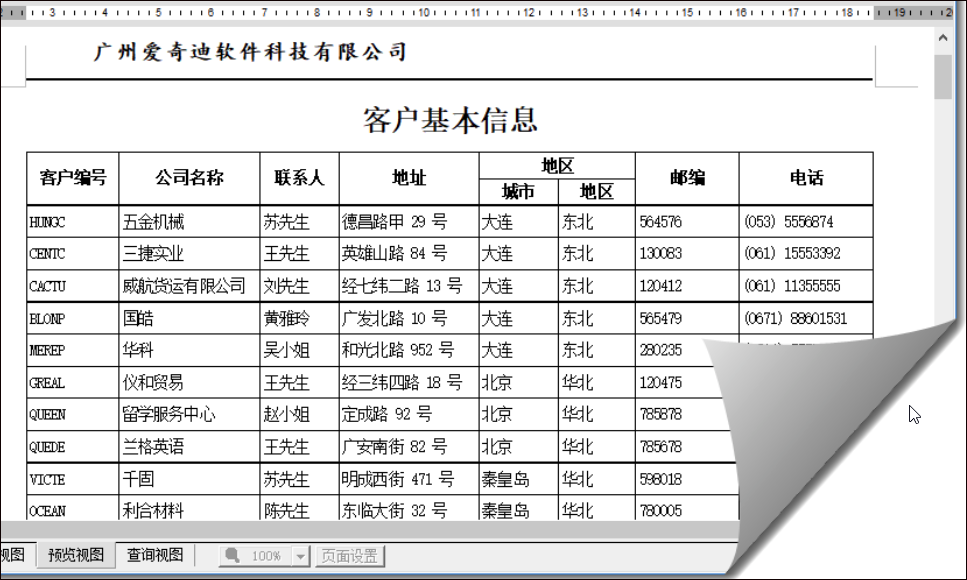 3 4 5 6 7 8 9 10 11 12 13 14 15 16 17 18 19
广州爱奇迪软件科技有限公司
客户基本信息
客户编号 公司名称 联系人 地址 地区 邮编 电话
城市 地区
HUNGC 五金机械 苏先生 德昌路甲 29 号 大连 东北 564576 (053) 5556874
CENTC 三捷实业 王先生 英雄山路 84 号 大连 东北 130083 (061) 15553392
CACTU 威航货运有限公司 刘先生 经七纬二路 13 号 大连 东北 120412 (061) 11355555
BLONP 国皓 黄雅玲 广发北路 10 号 大连 东北 565479 (0671) 88601531
MEREP 华科 吴小姐 和光北路 952 号 大连 东北 280235
GREAL 仪和贸易 王先生 经三纬四路 18 号 北京 华北 120475
QUEEN 留学服务中心 赵小姐 定成路 92 号 北京 华北 785878
QUEDE 兰格英语 王先生 广安南街 82 号 北京 华北 785678
VICTE 千固 苏先生 明成西街 471 号 秦皇岛 华北 598018
OCEAN 利合材料 陈先生 东临大街 32 号 秦皇岛 华北 780005
视图 预览视图 查询视图 100% 页面设置